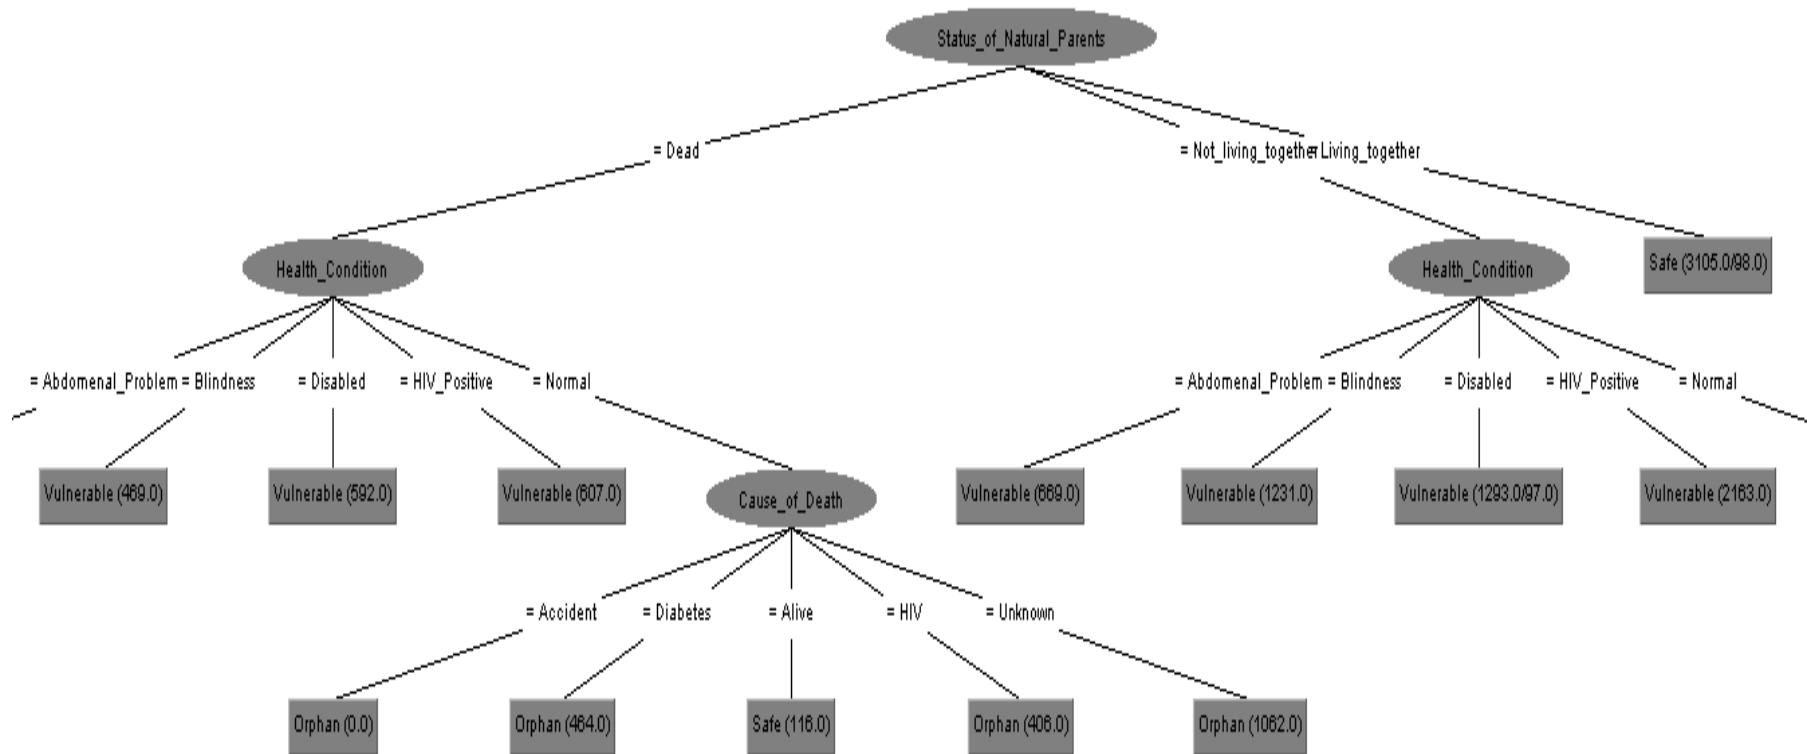 Status_of_Natural_Parents
= Dead
= Not_living_together
= Living_together
Health_Condition
Health_Condition
Safe (3105.0/98.0)
= Abdomenal_Problem
= Blindness
= Disabled
= HIV_Positive
= Normal
= Abdomenal_Problem
= Blindness
= Disabled
= HIV_Positive
= Normal
Vulnerable (469.0)
Vulnerable (592.0)
Vulnerable (607.0)
Cause_of_Death
Vulnerable (669.0)
Vulnerable (1231.0)
Vulnerable (1293.0/97.0)
Vulnerable (2163.0)
= Accident
= Diabetes
= Alive
= HIV
= Unknown
Orphan (0.0)
Orphan (464.0)
Safe (116.0)
Orphan (406.0)
Orphan (1062.0)